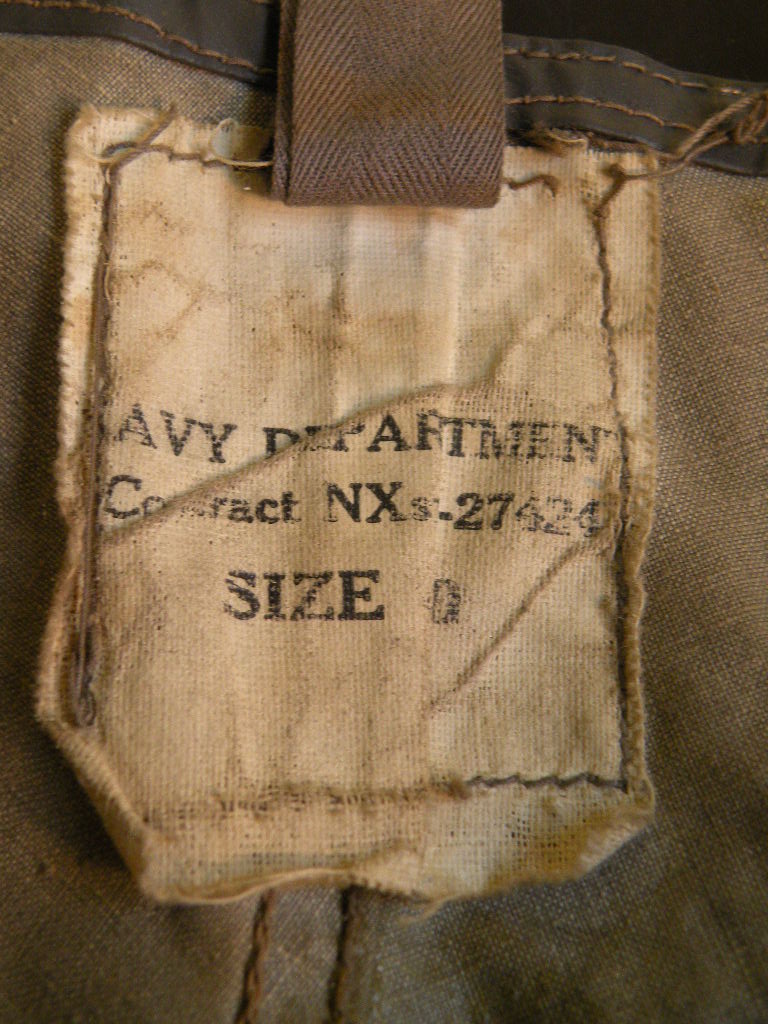 AVY DEPARTMENT
Contract NXs-27424
SIZE